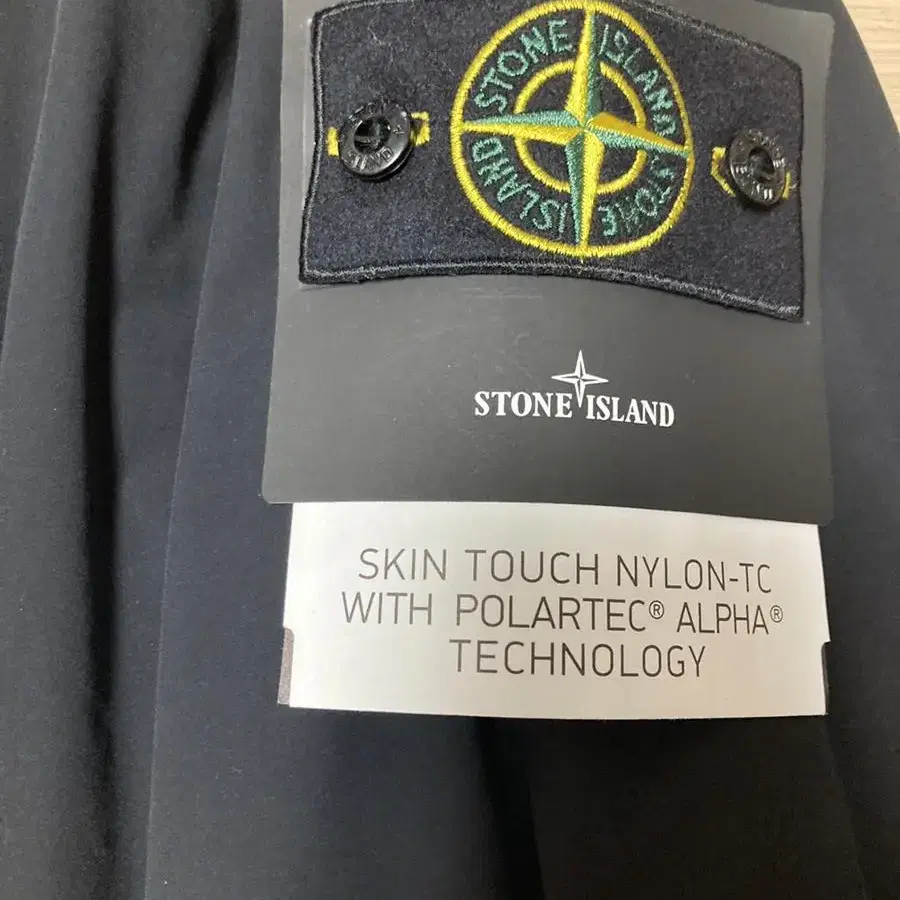 STONE ISLAND
STONE ISLAND
STONE ISLAND
SKIN TOUCH NYLON-TC
WITH POLARTEC® ALPHA®
TECHNOLOGY